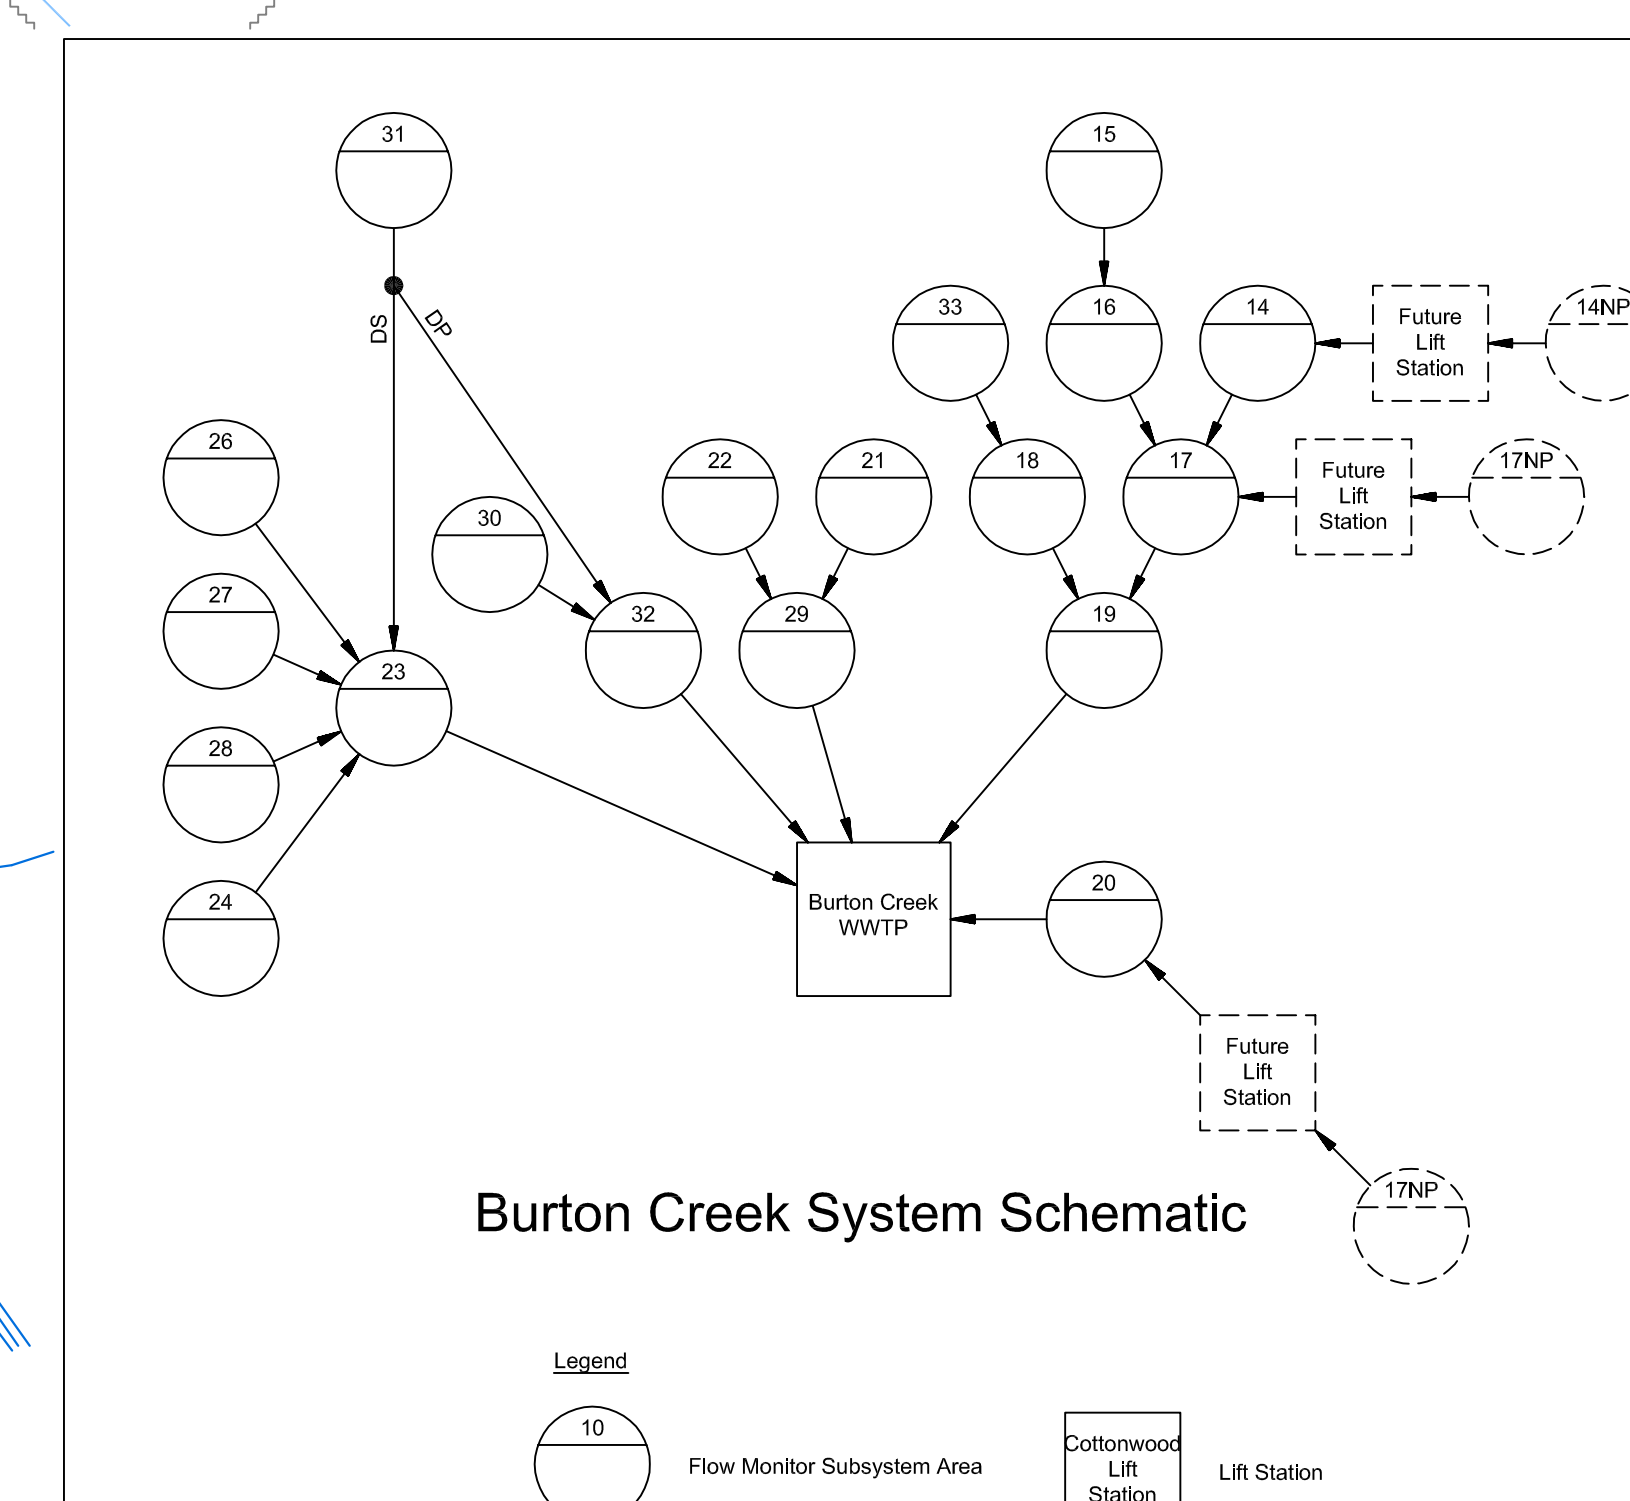 31
15
33
16
14
Future
Lift
Station
14NP
DS
DP
26
22
21
18
17
Future
Lift
Station
17NP
30
27
32
29
19
23
28
24
Burton Creek
WWTP
20
Future
Lift
Station
17NP
Burton Creek System Schematic
Legend
10
Flow Monitor Subsystem Area
Cottonwood
Lift
Station
Lift Station